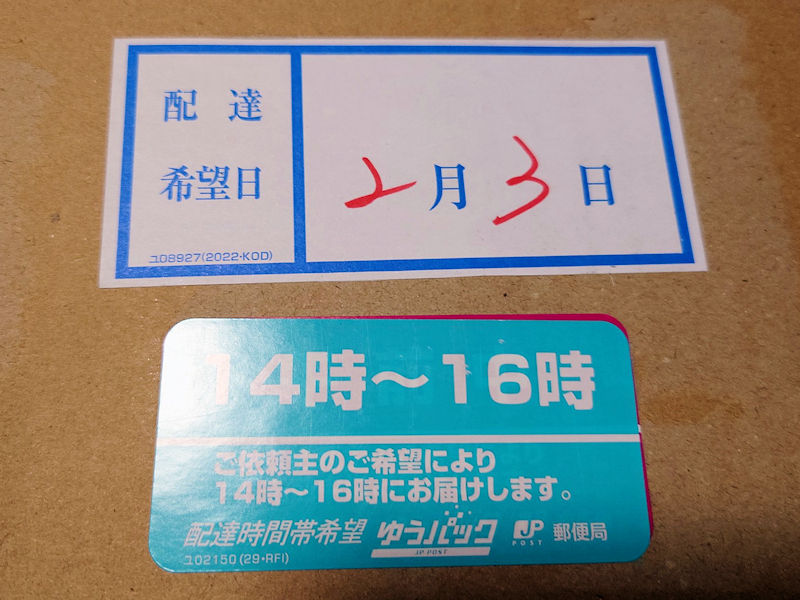 配達
希望日
2月3日
ユ08927(2022・KOD)
14時～16時
ご依頼主のご希望により
14時～16時にお届けします。
配達時間帯希望 ゆうパック JP 郵便局
JP POST
POST
ユ02150(29・RFI)